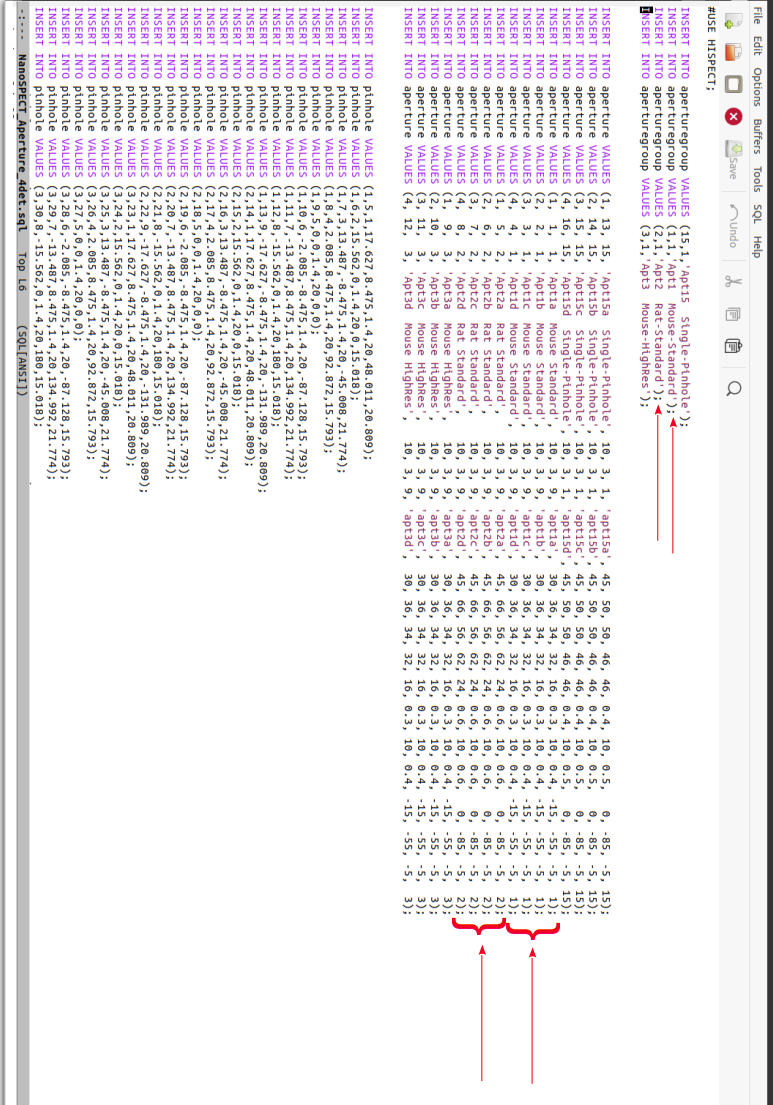 File Edit Options Buffers Tools SQL Help
Save Undo
#USE HISPECT;
INSERT INTO aperturegroup VALUES (15,1,'Apt15  Single-Pinhole');
INSERT INTO aperturegroup VALUES (1,1,'Apt1   Mouse-Standard');
INSERT INTO aperturegroup VALUES (2,1,'Apt1   Rat-Standard');
INSERT INTO aperturegroup VALUES (3,1,'Apt3   Mouse-HighRes');
INSERT INTO aperture VALUES (1, 13, 15, 'Apt15a  Single-Pinhole', 10, 3, 1, 'apt15a', 45, 50, 50, 46, 46, 0.4, 10, 0.5,   0, -85, -5, 15);
INSERT INTO aperture VALUES (2, 14, 15, 'Apt15b  Single-Pinhole', 10, 3, 1, 'apt15b', 45, 50, 50, 46, 46, 0.4, 10, 0.5,   0, -85, -5, 15);
INSERT INTO aperture VALUES (3, 15, 15, 'Apt15c  Single-Pinhole', 10, 3, 1, 'apt15c', 45, 50, 50, 46, 46, 0.4, 10, 0.5,   0, -85, -5, 15);
INSERT INTO aperture VALUES (4, 16, 15, 'Apt15d  Single-Pinhole', 10, 3, 1, 'apt15d', 45, 50, 50, 46, 46, 0.4, 10, 0.5,   0, -85, -5, 15);
INSERT INTO aperture VALUES (1,  1,  1, 'Apt1a  Mouse Standard', 10, 3, 9, 'apt1a', 30, 36, 34, 32, 16, 0.3, 10, 0.4, -15, -55, -5,  1);
INSERT INTO aperture VALUES (2,  2,  1, 'Apt1b  Mouse Standard', 10, 3, 9, 'apt1b', 30, 36, 34, 32, 16, 0.3, 10, 0.4, -15, -55, -5,  1);
INSERT INTO aperture VALUES (3,  3,  1, 'Apt1c  Mouse Standard', 10, 3, 9, 'apt1c', 30, 36, 34, 32, 16, 0.3, 10, 0.4, -15, -55, -5,  1);
INSERT INTO aperture VALUES (4,  4,  1, 'Apt1d  Mouse Standard', 10, 3, 9, 'apt1d', 30, 36, 34, 32, 16, 0.3, 10, 0.4, -15, -55, -5,  1);
INSERT INTO aperture VALUES (1,  5,  2, 'Apt2a  Rat Standard', 10, 3, 9, 'apt2a', 45, 66, 56, 62, 24, 0.6, 10, 0.6,   0, -85, -5,  2);
INSERT INTO aperture VALUES (2,  6,  2, 'Apt2b  Rat Standard', 10, 3, 9, 'apt2b', 45, 66, 56, 62, 24, 0.6, 10, 0.6,   0, -85, -5,  2);
INSERT INTO aperture VALUES (3,  7,  2, 'Apt2c  Rat Standard', 10, 3, 9, 'apt2c', 45, 66, 56, 62, 24, 0.6, 10, 0.6,   0, -85, -5,  2);
INSERT INTO aperture VALUES (4,  8,  2, 'Apt2d  Rat Standard', 10, 3, 9, 'apt2d', 45, 66, 56, 62, 24, 0.6, 10, 0.6,   0, -85, -5,  2);
INSERT INTO aperture VALUES (1,  9,  3, 'Apt3a  Mouse HighRes', 10, 3, 9, 'apt3a', 30, 36, 34, 32, 16, 0.3, 10, 0.4, -15, -55, -5,  3);
INSERT INTO aperture VALUES (2, 10,  3, 'Apt3b  Mouse HighRes', 10, 3, 9, 'apt3b', 30, 36, 34, 32, 16, 0.3, 10, 0.4, -15, -55, -5,  3);
INSERT INTO aperture VALUES (3, 11,  3, 'Apt3c  Mouse HighRes', 10, 3, 9, 'apt3c', 30, 36, 34, 32, 16, 0.3, 10, 0.4, -15, -55, -5,  3);
INSERT INTO aperture VALUES (4, 12,  3, 'Apt3d  Mouse HighRes', 10, 3, 9, 'apt3d', 30, 36, 34, 32, 16, 0.3, 10, 0.4, -15, -55, -5,  3);
INSERT INTO pinhole VALUES (1,5,1,17.627,8.475,1.4,20,48.011,20.809);
INSERT INTO pinhole VALUES (1,6,2,15.562,0,1.4,20,0,15.018);
INSERT INTO pinhole VALUES (1,7,3,13.487,-8.475,1.4,20,-45.008,21.774);
INSERT INTO pinhole VALUES (1,8,4,2.085,8.475,1.4,20,92.872,15.793);
INSERT INTO pinhole VALUES (1,9,5,0,0,1.4,20,0,0);
INSERT INTO pinhole VALUES (1,10,6,-2.085,-8.475,1.4,20,-87.128,15.793);
INSERT INTO pinhole VALUES (1,11,7,-13.487,8.475,1.4,20,134.992,21.774);
INSERT INTO pinhole VALUES (1,12,8,-15.562,0,1.4,20,180,15.018);
INSERT INTO pinhole VALUES (1,13,9,-17.627,-8.475,1.4,20,-131.989,20.809);
INSERT INTO pinhole VALUES (2,14,1,17.627,8.475,1.4,20,48.011,20.809);
INSERT INTO pinhole VALUES (2,15,2,15.562,0,1.4,20,0,15.018);
INSERT INTO pinhole VALUES (2,16,3,13.487,-8.475,1.4,20,-45.008,21.774);
INSERT INTO pinhole VALUES (2,17,4,2.085,8.475,1.4,20,92.872,15.793);
INSERT INTO pinhole VALUES (2,18,5,0,0,1.4,20,0,0);
INSERT INTO pinhole VALUES (2,19,6,-2.085,-8.475,1.4,20,-87.128,15.793);
INSERT INTO pinhole VALUES (2,20,7,-13.487,8.475,1.4,20,134.992,21.774);
INSERT INTO pinhole VALUES (2,21,8,-15.562,0,1.4,20,180,15.018);
INSERT INTO pinhole VALUES (2,22,9,-17.627,-8.475,1.4,20,-131.989,20.809);
INSERT INTO pinhole VALUES (3,23,1,17.627,8.475,1.4,20,48.011,20.809);
INSERT INTO pinhole VALUES (3,24,2,15.562,0,1.4,20,0,15.018);
INSERT INTO pinhole VALUES (3,25,3,13.487,-8.475,1.4,20,-45.008,21.774);
INSERT INTO pinhole VALUES (3,26,4,2.085,8.475,1.4,20,92.872,15.793);
INSERT INTO pinhole VALUES (3,27,5,0,0,1.4,20,0,0);
INSERT INTO pinhole VALUES (3,28,6,-2.085,-8.475,1.4,20,-87.128,15.793);
INSERT INTO pinhole VALUES (3,29,7,-13.487,8.475,1.4,20,134.992,21.774);
INSERT INTO pinhole VALUES (3,30,8,-15.562,0,1.4,20,180,15.018);
-:---  NanoSPECT_Aperture_4det.sql   Top L6     (SQL[ANSI])